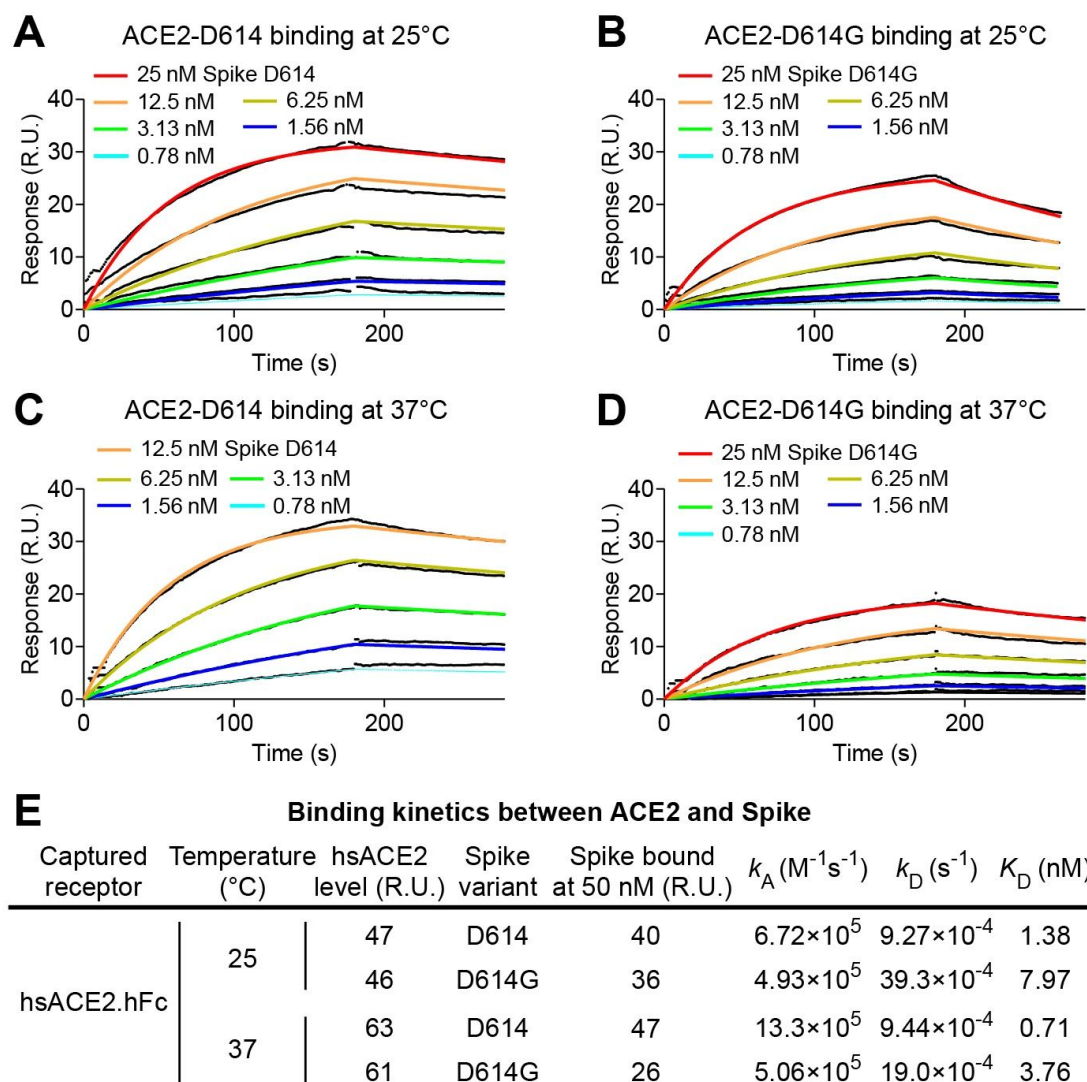 A ACE2-D614 binding at 25°C
25 nM Spike D614
12.5 nM 6.25 nM
3.13 nM 1.56 nM
0.78 nM
40
30
20
10
0
Response (R.U.)
0 100 200
Time (s)
B ACE2-D614G binding at 25°C
25 nM Spike D614G
12.5 nM 6.25 nM
3.13 nM 1.56 nM
0.78 nM
40
30
20
10
0
Response (R.U.)
0 100 200
Time (s)
C ACE2-D614 binding at 37°C
12.5 nM Spike D614
6.25 nM 3.13 nM
1.56 nM 0.78 nM
40
30
20
10
0
Response (R.U.)
0 100 200
Time (s)
D ACE2-D614G binding at 37°C
25 nM Spike D614G
12.5 nM 6.25 nM
3.13 nM 1.56 nM
0.78 nM
40
30
20
10
0
Response (R.U.)
0 100 200
Time (s)
E Binding kinetics between ACE2 and Spike
Captured Temperature hsACE2 Spike Spike bound k_A (M⁻¹s⁻¹) k_D (s⁻¹) K_D (nM)
receptor (°C) level (R.U.) variant at 50 nM (R.U.)
hsACE2.hFc
25
47 D614 40 6.72×10⁵ 9.27×10⁻⁴ 1.38
46 D614G 36 4.93×10⁵ 39.3×10⁻⁴ 7.97
37
63 D614 47 13.3×10⁵ 9.44×10⁻⁴ 0.71
61 D614G 26 5.06×10⁵ 19.0×10⁻⁴ 3.76